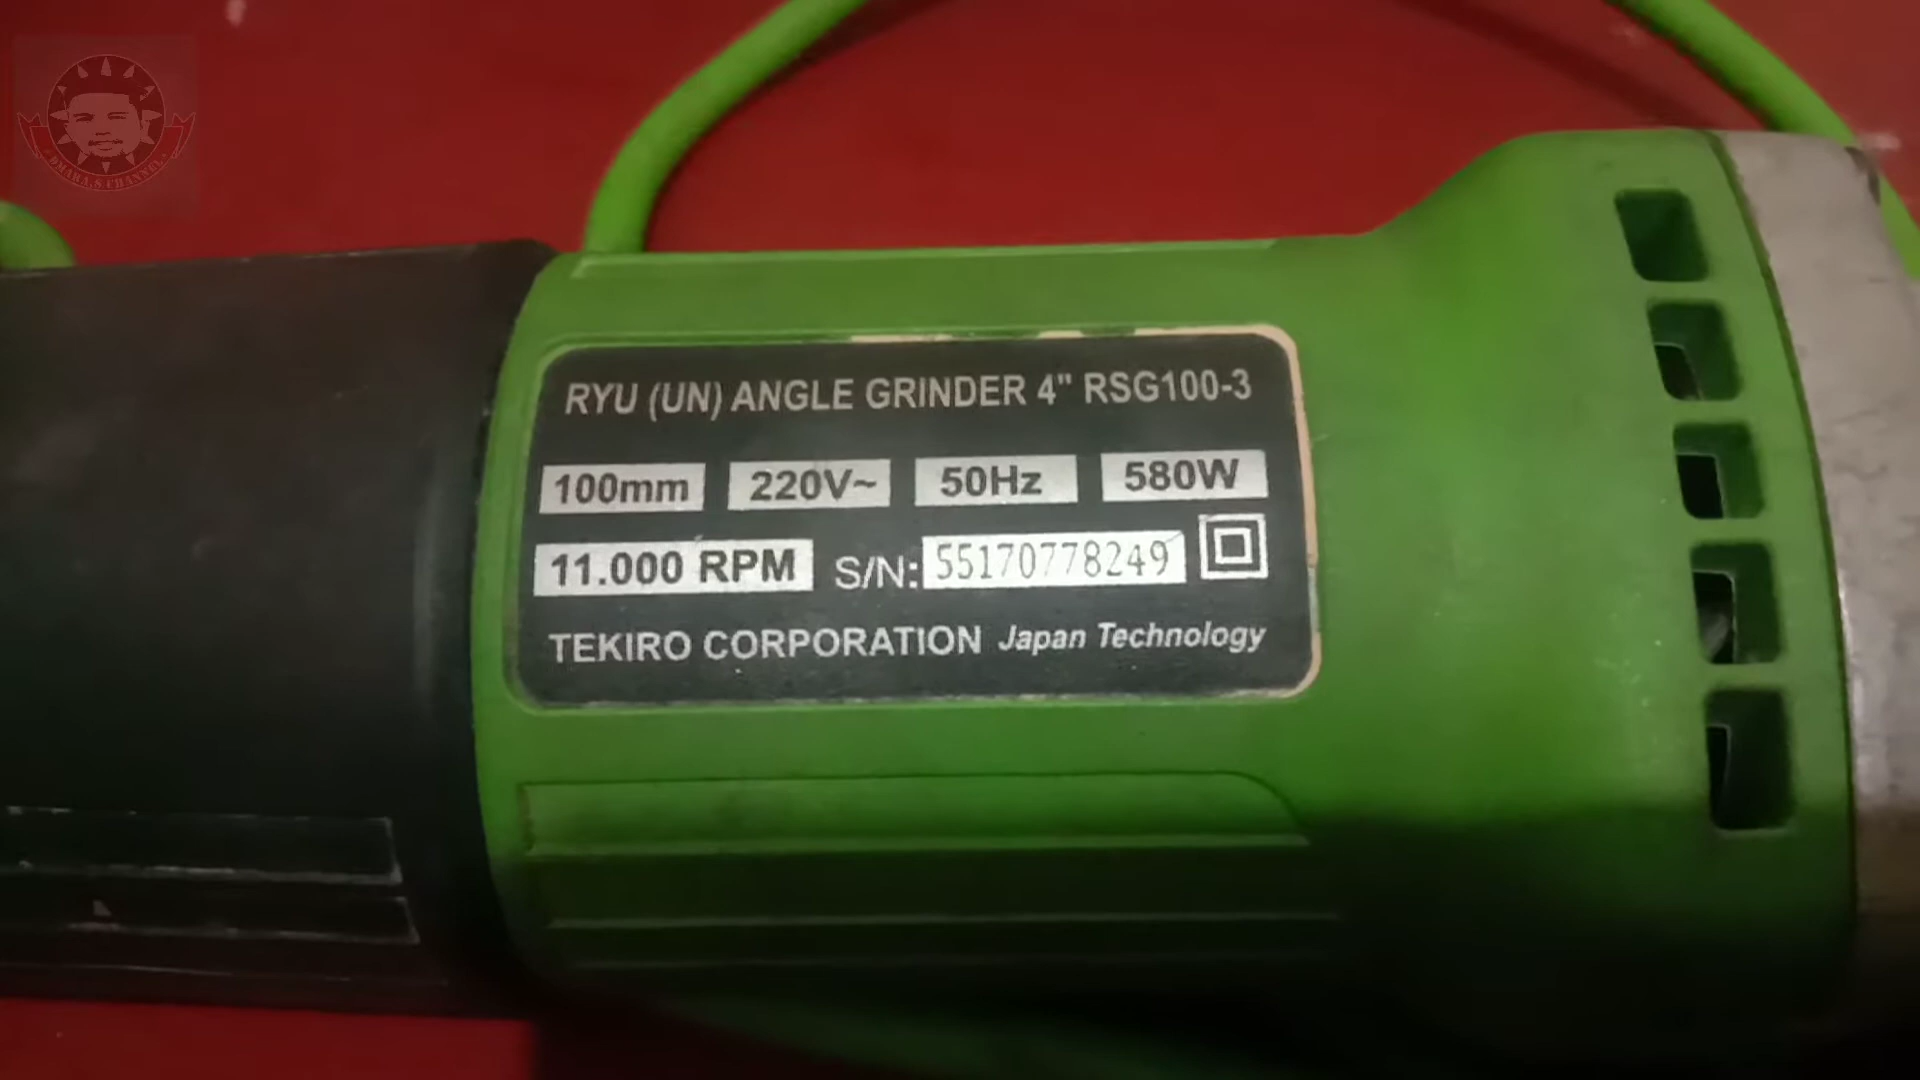 RYU (UN) ANGLE GRINDER 4" RSG100-3
100mm 220V~ 50Hz 580W
11.000 RPM S/N: 55170778249
TEKIRO CORPORATION Japan Technology